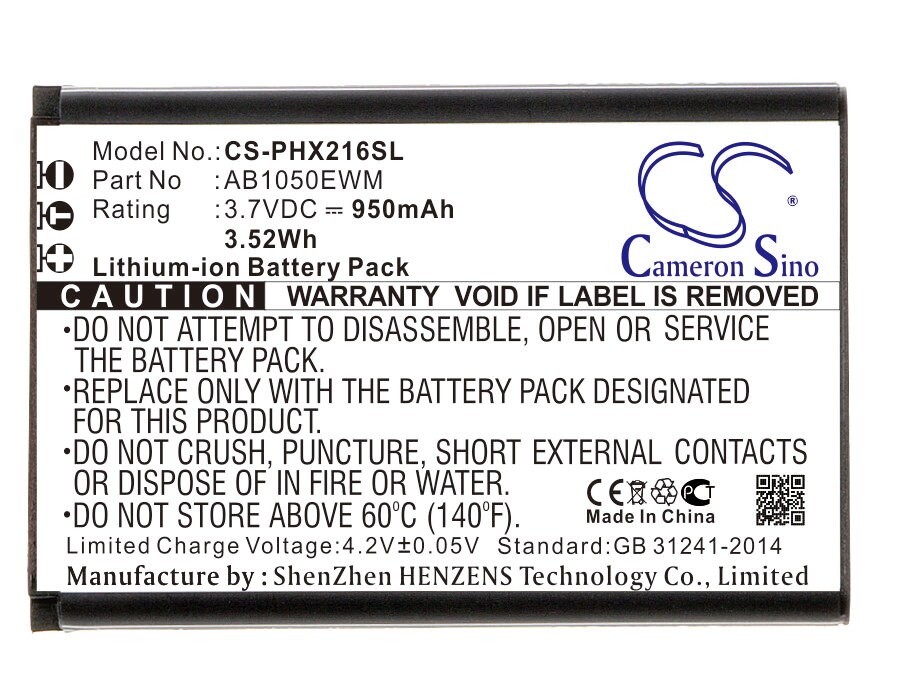 Model No.: CS-PHX216SL
Part No : AB1050EWM
Rating : 3.7VDC ⎓ 950mAh
3.52Wh
Lithium-ion Battery Pack
CS ®
Cameron Sino
CAUTION WARRANTY VOID IF LABEL IS REMOVED
•DO NOT ATTEMPT TO DISASSEMBLE, OPEN OR SERVICE
THE BATTERY PACK.
•REPLACE ONLY WITH THE BATTERY PACK DESIGNATED
FOR THIS PRODUCT.
•DO NOT CRUSH, PUNCTURE, SHORT EXTERNAL CONTACTS
OR DISPOSE OF IN FIRE OR WATER.
•DO NOT STORE ABOVE 60°C (140°F).
CE PCT
Made In China
Limited Charge Voltage:4.2V±0.05V Standard:GB 31241-2014
Manufacture by : ShenZhen HENZENS Technology Co., Limited